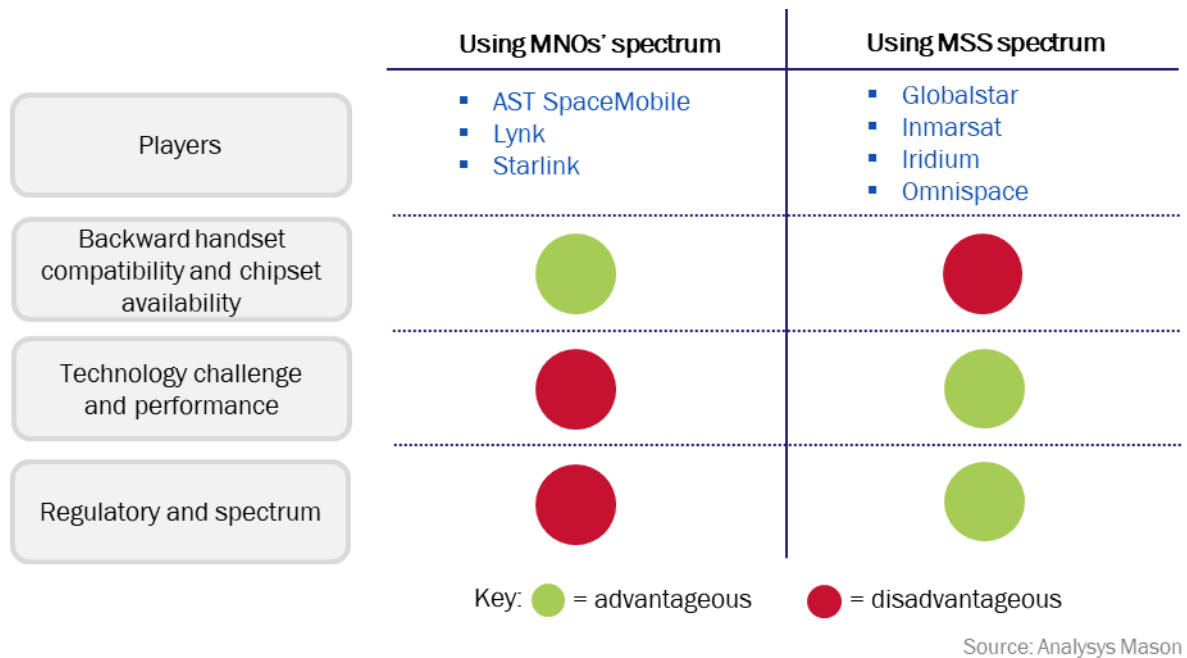 Using MNOs' spectrum
Using MSS spectrum
Players
▪ AST SpaceMobile
▪ Lynk
▪ Starlink
▪ Globalstar
▪ Inmarsat
▪ Iridium
▪ Omnispace
Backward handset
compatibility and chipset
availability
Technology challenge
and performance
Regulatory and spectrum
Key: = advantageous = disadvantageous
Source: Analysys Mason